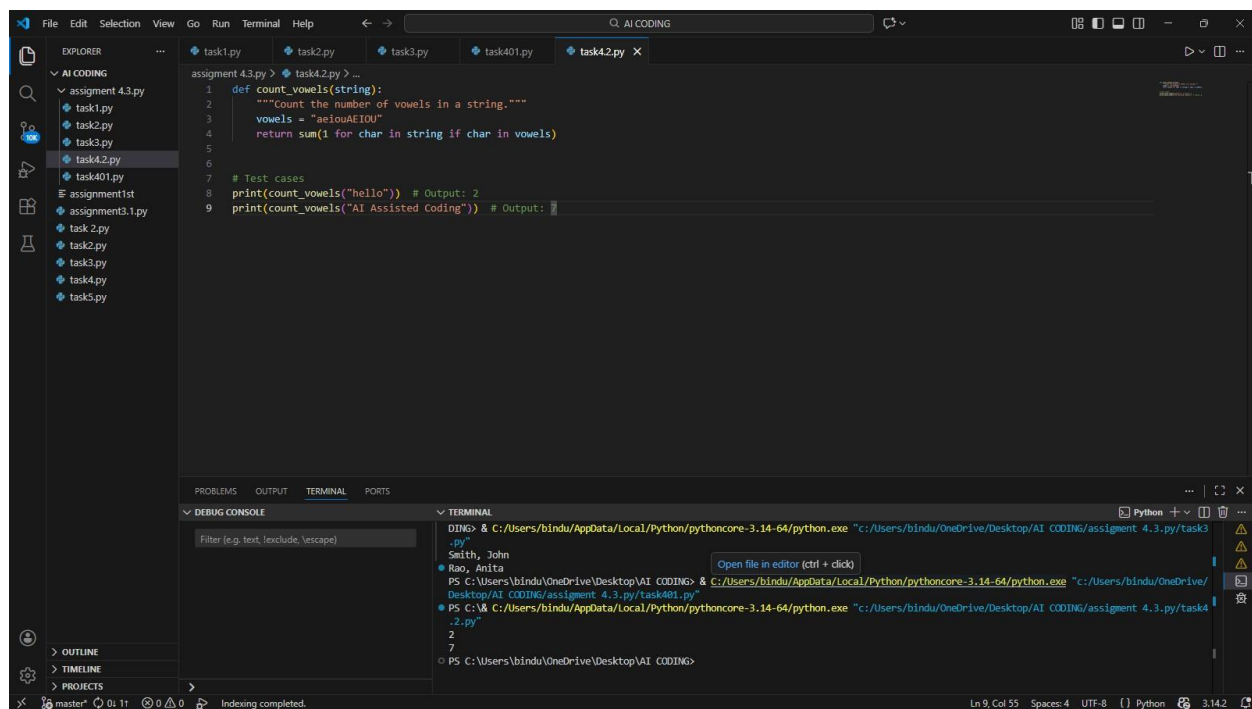 File Edit Selection View Go Run Terminal Help
AI CODING
EXPLORER
task1.py task2.py task3.py task401.py task4.2.py
AI CODING
assigment 4.3.py
task1.py
task2.py
task3.py
task4.2.py
task401.py
assignment1st
assignment3.1.py
task 2.py
task2.py
task3.py
task4.py
task5.py
OUTLINE
TIMELINE
PROJECTS
10K
assigment 4.3.py > task4.2.py > ...
1 def count_vowels(string):
2 """Count the number of vowels in a string."""
3 vowels = "aeiouAEIOU"
4 return sum(1 for char in string if char in vowels)
5
6
7 # Test cases
8 print(count_vowels("hello")) # Output: 2
9 print(count_vowels("AI Assisted Coding")) # Output: 7
PROBLEMS OUTPUT TERMINAL PORTS
DEBUG CONSOLE
Filter (e.g. text, !exclude, \escape)
>
TERMINAL
Python
DING> & C:/Users/bindu/AppData/Local/Python/pythoncore-3.14-64/python.exe "c:/Users/bindu/OneDrive/Desktop/AI CODING/assigment 4.3.py/task3
.py"
Smith, John
Rao, Anita
Open file in editor (ctrl + click)
PS C:\Users\bindu\OneDrive\Desktop\AI CODING> & C:/Users/bindu/AppData/Local/Python/pythoncore-3.14-64/python.exe "c:/Users/bindu/OneDrive/
Desktop/AI CODING/assigment 4.3.py/task401.py"
PS C:\& C:/Users/bindu/AppData/Local/Python/pythoncore-3.14-64/python.exe "c:/Users/bindu/OneDrive/Desktop/AI CODING/assigment 4.3.py/task4
.2.py"
2
7
PS C:\Users\bindu\OneDrive\Desktop\AI CODING>
master* 0↓ 1↑ 0 0 Indexing completed. Ln 9, Col 55 Spaces: 4 UTF-8 {} Python 3.14.2